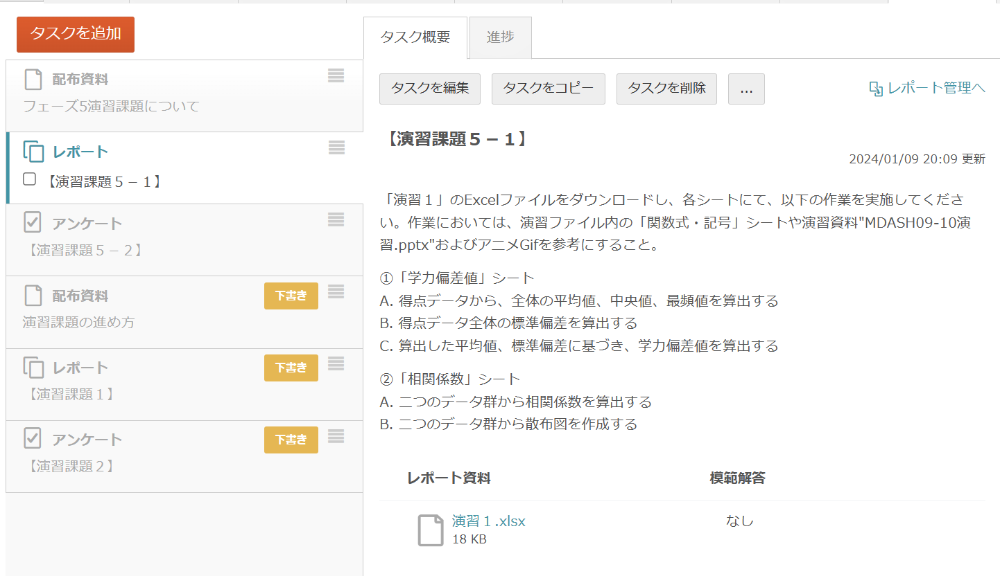 タスクを追加
配布資料
フェーズ5演習課題について
レポート
【演習課題５－１】
アンケート
【演習課題５－２】
配布資料
下書き
演習課題の進め方
レポート
下書き
【演習課題１】
アンケート
下書き
【演習課題２】
タスク概要
進捗
タスクを編集
タスクをコピー
タスクを削除
...
レポート管理へ
【演習課題５－１】
2024/01/09 20:09 更新
「演習１」のExcelファイルをダウンロードし、各シートにて、以下の作業を実施してくださ
い。作業においては、演習ファイル内の「関数式・記号」シートや演習資料"MDASH09-10演
習.pptx"およびアニメGifを参考にすること。
①「学力偏差値」シート
A. 得点データから、全体の平均値、中央値、最頻値を算出する
B. 得点データ全体の標準偏差を算出する
C. 算出した平均値、標準偏差に基づき、学力偏差値を算出する
②「相関係数」シート
A. 二つのデータ群から相関係数を算出する
B. 二つのデータ群から散布図を作成する
レポート資料
模範解答
演習１.xlsx
18 KB
なし